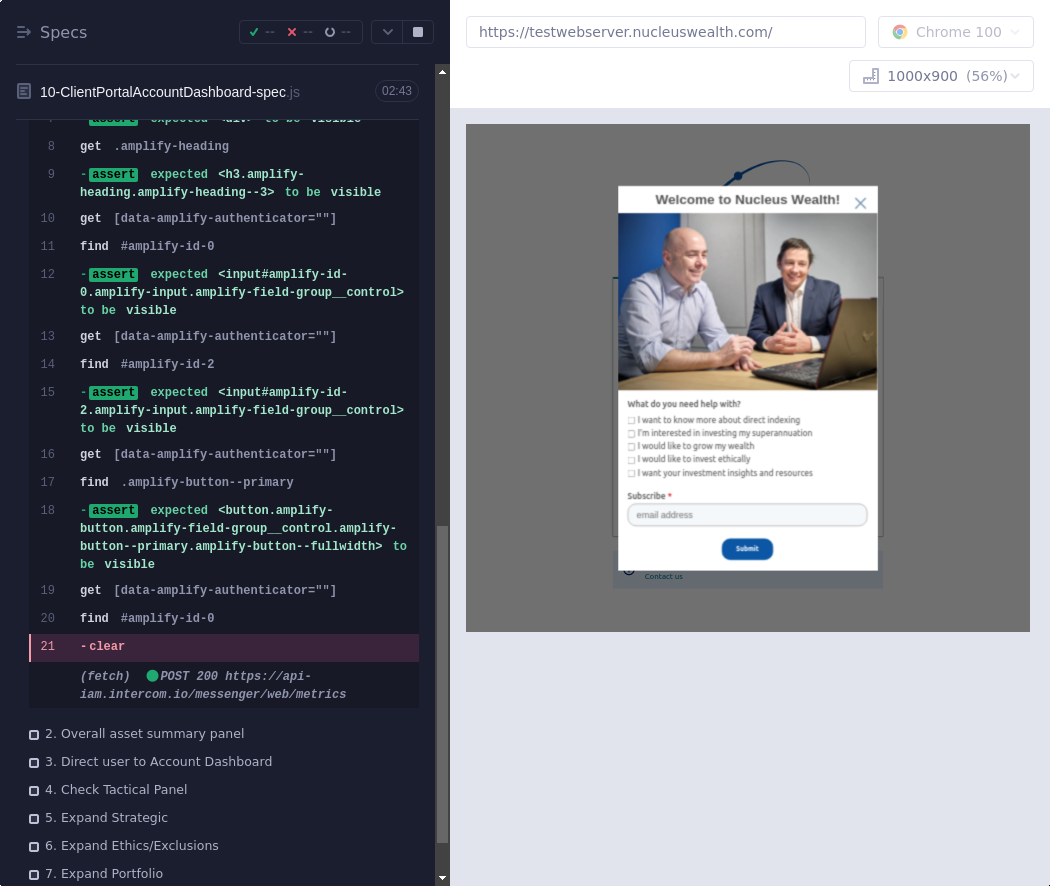 Specs
-- -- --
10-ClientPortalAccountDashboard-spec.js
02:43
7 -assert expected <div> to be visible
8 get .amplify-heading
9 -assert expected <h3.amplify-
heading.amplify-heading--3> to be visible
10 get [data-amplify-authenticator=""]
11 find #amplify-id-0
12 -assert expected <input#amplify-id-
0.amplify-input.amplify-field-group__control>
to be visible
13 get [data-amplify-authenticator=""]
14 find #amplify-id-2
15 -assert expected <input#amplify-id-
2.amplify-input.amplify-field-group__control>
to be visible
16 get [data-amplify-authenticator=""]
17 find .amplify-button--primary
18 -assert expected <button.amplify-
button.amplify-field-group__control.amplify-
button--primary.amplify-button--fullwidth> to
be visible
19 get [data-amplify-authenticator=""]
20 find #amplify-id-0
21 -clear
(fetch) POST 200 https://api-
iam.intercom.io/messenger/web/metrics
2. Overall asset summary panel
3. Direct user to Account Dashboard
4. Check Tactical Panel
5. Expand Strategic
6. Expand Ethics/Exclusions
7. Expand Portfolio
https://testwebserver.nucleuswealth.com/
Chrome 100
1000x900 (56%)
Welcome to Nucleus Wealth!
What do you need help with?
I want to know more about direct indexing
I'm interested in investing my superannuation
I would like to grow my wealth
I would like to invest ethically
I want your investment insights and resources
Subscribe *
email address
Submit
Contact us